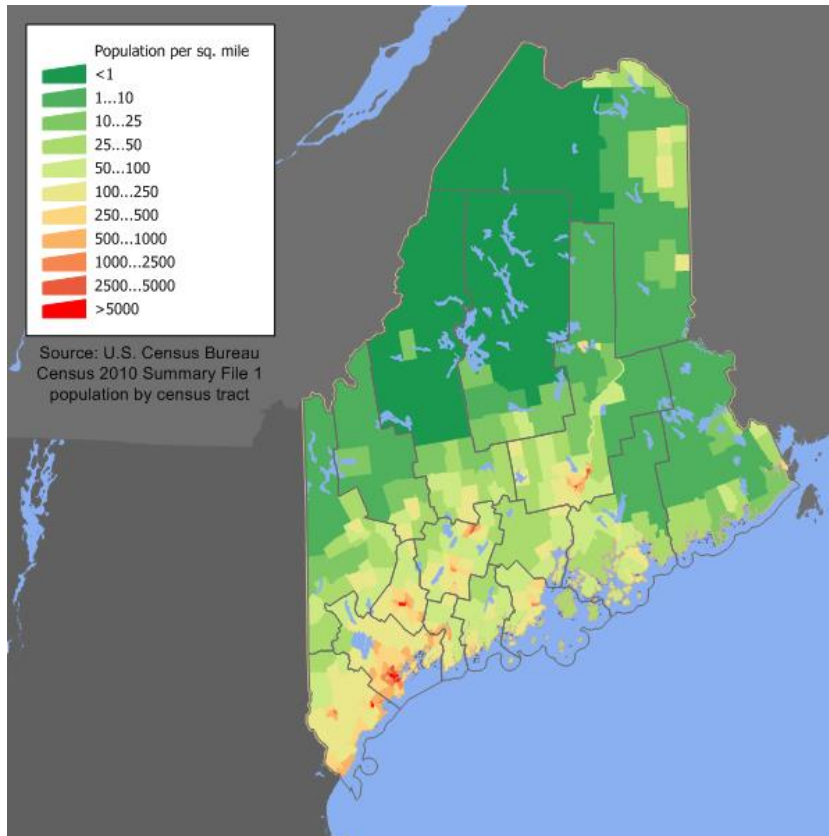 Population per sq. mile
<1
1...10
10...25
25...50
50...100
100...250
250...500
500...1000
1000...2500
2500...5000
>5000
Source: U.S. Census Bureau
Census 2010 Summary File 1
population by census tract